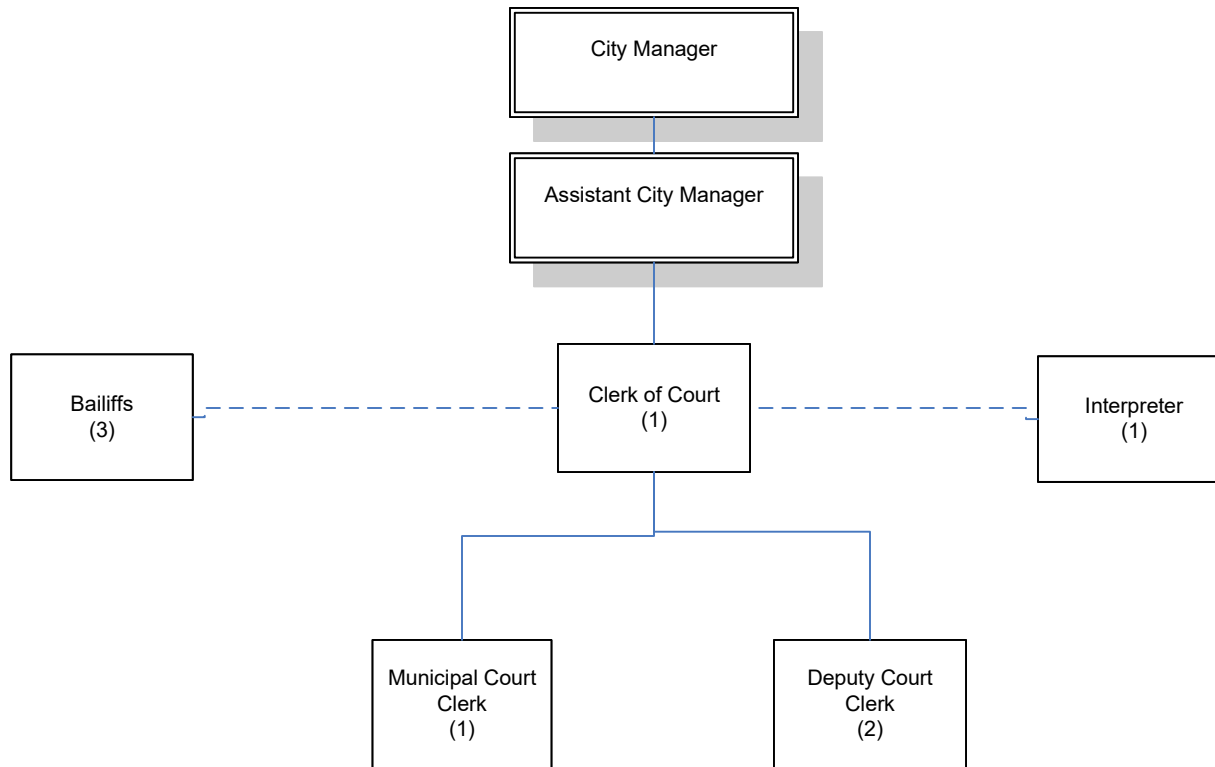 City Manager
Assistant City Manager
Bailiffs
(3)
Clerk of Court
(1)
Interpreter
(1)
Municipal Court
Clerk
(1)
Deputy Court
Clerk
(2)